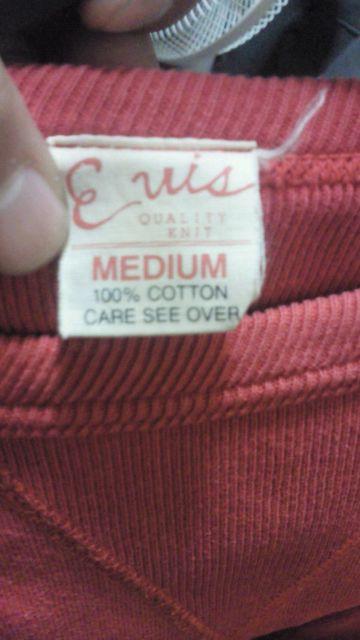 Evis
QUALITY
KNIT
MEDIUM
100% COTTON
CARE SEE OVER